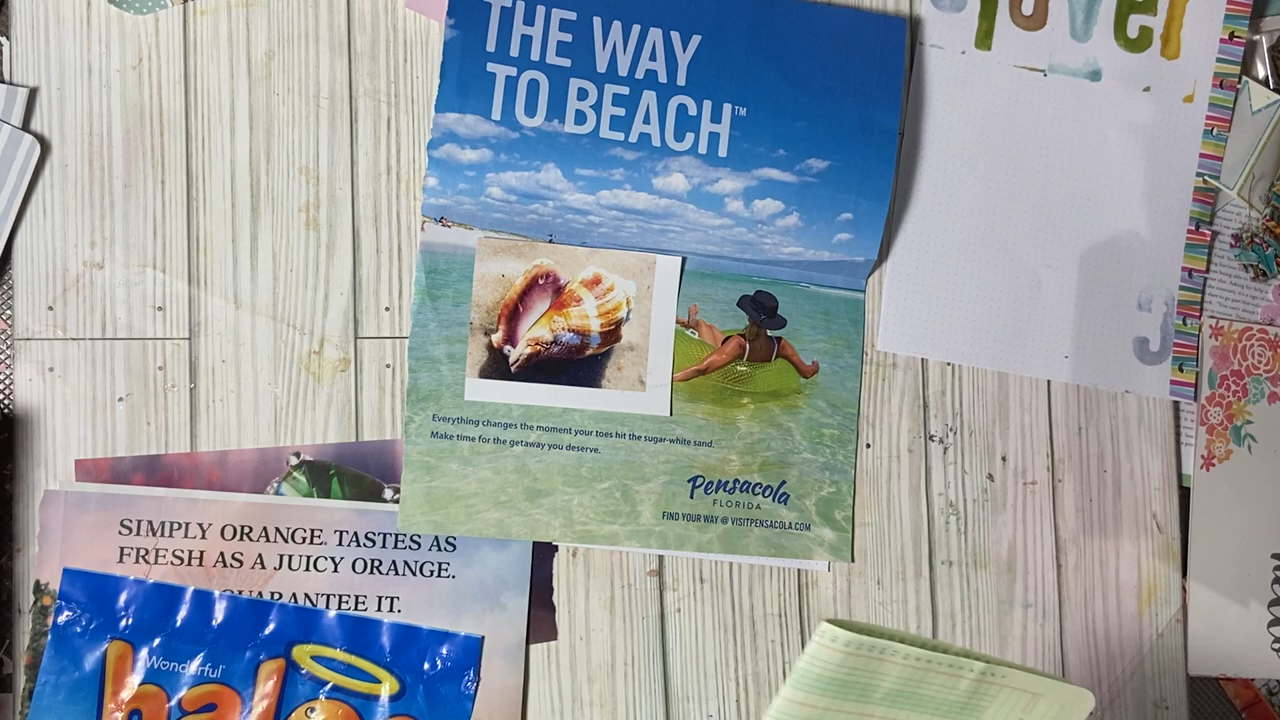 THE WAY
TO BEACH™
Everything changes the moment your toes hit the sugar-white sand.
Make time for the getaway you deserve.
Pensacola
FLORIDA
FIND YOUR WAY @ VISITPENSACOLA.COM
SIMPLY ORANGE® TASTES AS
FRESH AS A JUICY ORANGE.
GUARANTEE IT.
Wonderful
halos